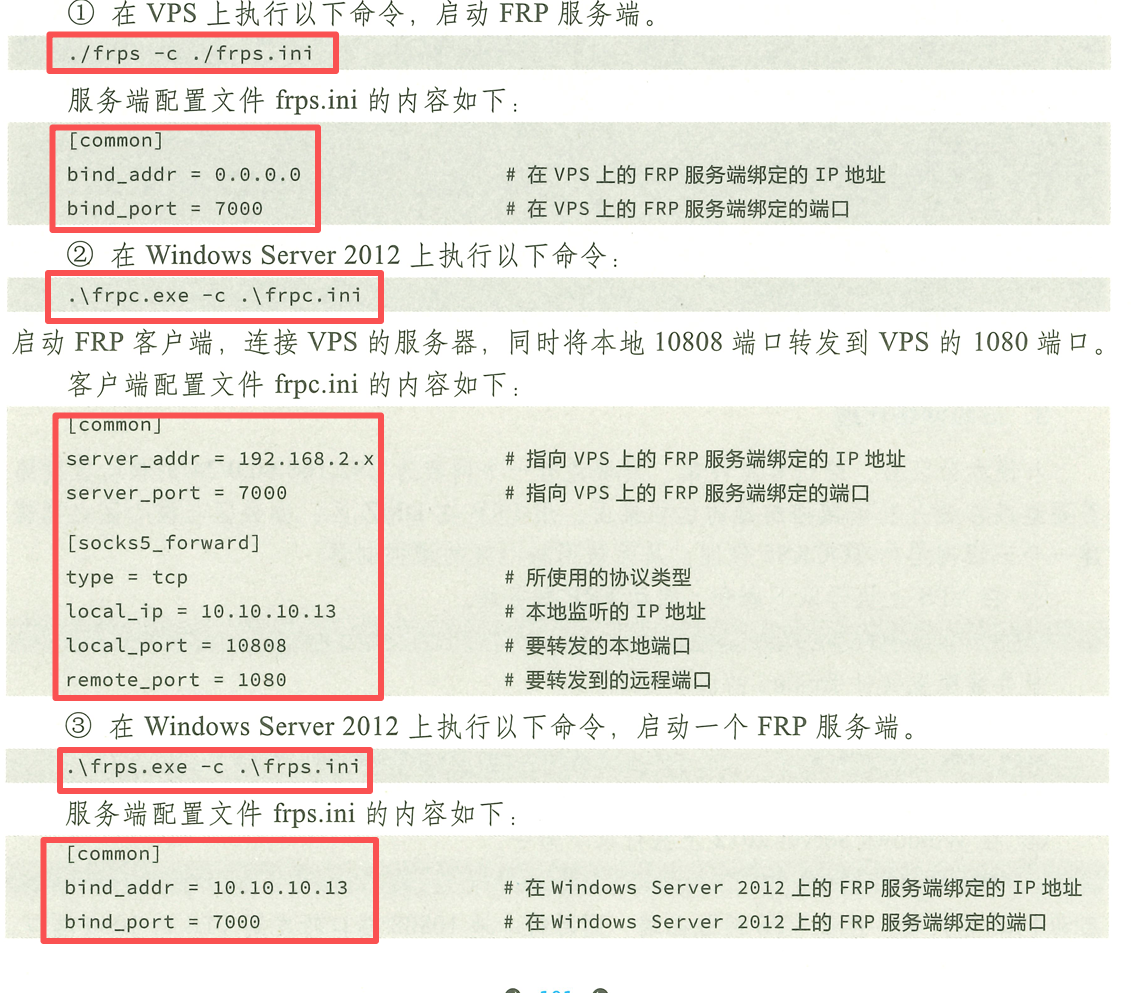 ① 在 VPS 上执行以下命令，启动 FRP 服务端。
./frps -c ./frps.ini
服务端配置文件 frps.ini 的内容如下：
[common]
bind_addr = 0.0.0.0 # 在 VPS 上的 FRP 服务端绑定的 IP 地址
bind_port = 7000 # 在 VPS 上的 FRP 服务端绑定的端口
② 在 Windows Server 2012 上执行以下命令：
.\frpc.exe -c .\frpc.ini
启动 FRP 客户端，连接 VPS 的服务器，同时将本地 10808 端口转发到 VPS 的 1080 端口。
客户端配置文件 frpc.ini 的内容如下：
[common]
server_addr = 192.168.2.x # 指向 VPS 上的 FRP 服务端绑定的 IP 地址
server_port = 7000 # 指向 VPS 上的 FRP 服务端绑定的端口
[socks5_forward]
type = tcp # 所使用的协议类型
local_ip = 10.10.10.13 # 本地监听的 IP 地址
local_port = 10808 # 要转发的本地端口
remote_port = 1080 # 要转发到的远程端口
③ 在 Windows Server 2012 上执行以下命令，启动一个 FRP 服务端。
.\frps.exe -c .\frps.ini
服务端配置文件 frps.ini 的内容如下：
[common]
bind_addr = 10.10.10.13 # 在 Windows Server 2012 上的 FRP 服务端绑定的 IP 地址
bind_port = 7000 # 在 Windows Server 2012 上的 FRP 服务端绑定的端口